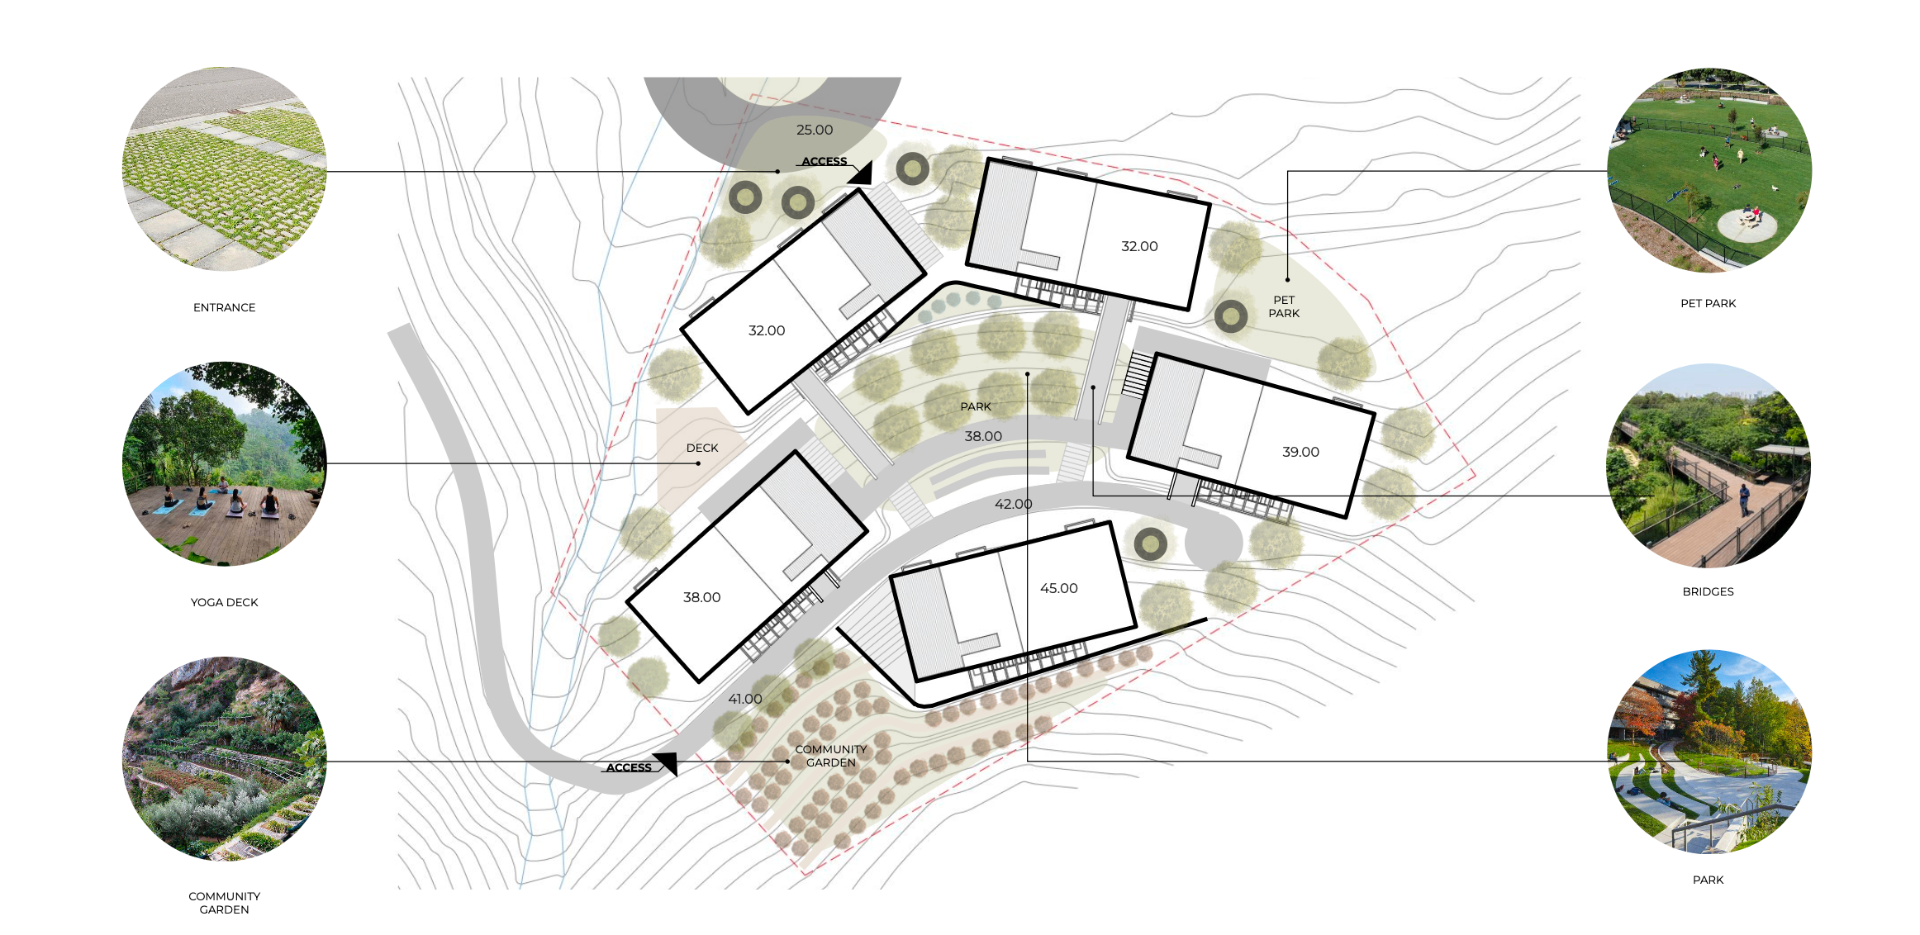 ENTRANCE
YOGA DECK
COMMUNITY
GARDEN
25.00
ACCESS
32.00
32.00
PET
PARK
DECK
PARK
38.00
39.00
42.00
38.00
45.00
41.00
ACCESS
COMMUNITY
GARDEN
PET PARK
BRIDGES
PARK